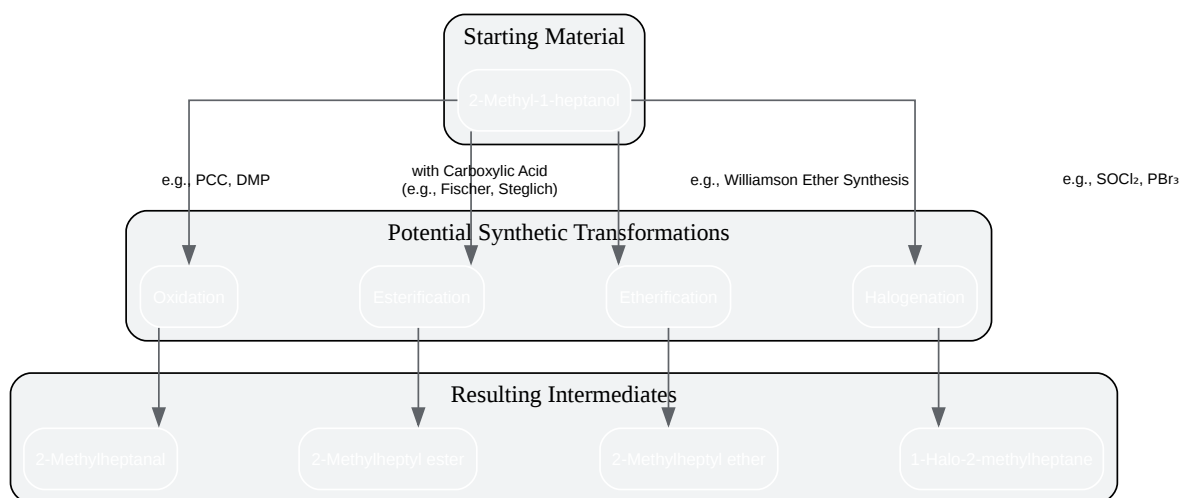 Starting Material
2-Methyl-1-heptanol
e.g., PCC, DMP
with Carboxylic Acid
(e.g., Fischer, Steglich)
e.g., Williamson Ether Synthesis
e.g., SOCl₂, PBr₃
Potential Synthetic Transformations
Oxidation
Esterification
Etherification
Halogenation
Resulting Intermediates
2-Methylheptanal
2-Methylheptyl ester
2-Methylheptyl ether
1-Halo-2-methylheptane